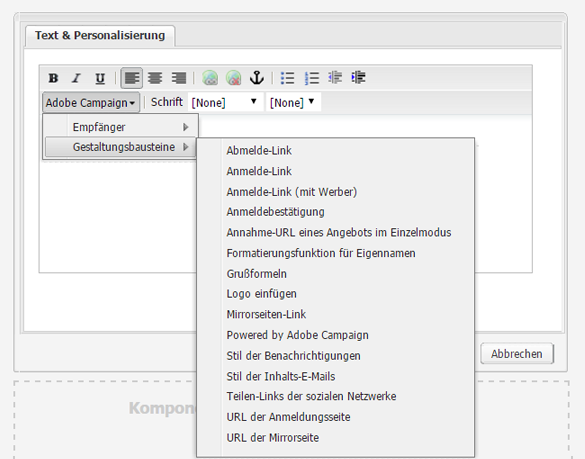 Text & Personalisierung
B I U
Adobe Campaign Schrift [None] [None]
Empfänger
Gestaltungsbausteine
Abmelde-Link
Anmelde-Link
Anmelde-Link (mit Werber)
Anmeldebestätigung
Annahme-URL eines Angebots im Einzelmodus
Formatierungsfunktion für Eigennamen
Grußformeln
Logo einfügen
Mirrorseiten-Link
Powered by Adobe Campaign
Stil der Benachrichtigungen
Stil der Inhalts-E-Mails
Teilen-Links der sozialen Netzwerke
URL der Anmeldungsseite
URL der Mirrorseite
Abbrechen
Kompon